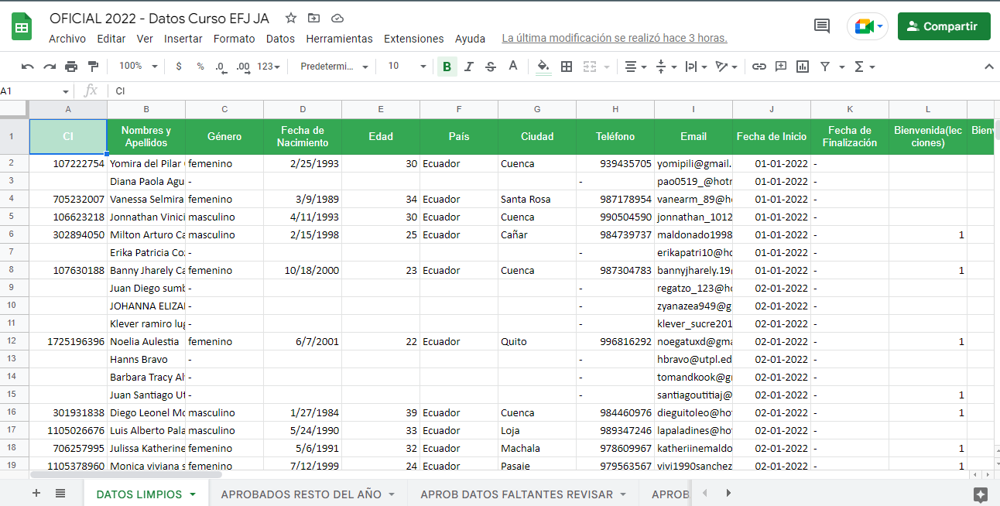 OFICIAL 2022 - Datos Curso EFJ JA
Archivo Editar Ver Insertar Formato Datos Herramientas Extensiones Ayuda La última modificación se realizó hace 3 horas.
Compartir
100% $ % .0 .00 123 Predetermi... 10 B I S A
A1 fx CI
A B C D E F G H I J K L
1 CI Nombres y Apellidos Género Fecha de Nacimiento Edad País Ciudad Teléfono Email Fecha de Inicio Fecha de Finalización Bienvenida(lec ciones) Bienv
2 107222754 Yomira del Pilar femenino 2/25/1993 30 Ecuador Cuenca 939435705 yomipili@gmail. 01-01-2022 -
3 Diana Paola Agu - - pao0519_@hotr 01-01-2022 -
4 705232007 Vanessa Selmira femenino 3/9/1989 34 Ecuador Santa Rosa 987178954 vanearm_89@h 01-01-2022 -
5 106623218 Jonnathan Vinici masculino 4/11/1993 30 Ecuador Cuenca 990504590 jonnathan_1012 01-01-2022 -
6 302894050 Milton Arturo Ca masculino 2/15/1998 25 Ecuador Cañar 984739737 maldonado1998 01-01-2022 - 1
7 Erika Patricia Co - - erikapatri10@ho 01-01-2022 -
8 107630188 Banny Jharely Ca femenino 10/18/2000 23 Ecuador Cuenca 987304783 bannyjharely.19 01-01-2022 - 1
9 Juan Diego sumb - - regatzo_123@h 02-01-2022 -
10 JOHANNA ELIZA - - zyanazea949@g 02-01-2022 -
11 Klever ramiro lug - - klever_sucre201 02-01-2022 -
12 1725196396 Noelia Aulestia femenino 6/7/2001 22 Ecuador Quito 996816292 noegatuxd@gma 02-01-2022 - 1
13 Hanns Bravo - - hbravo@utpl.ed 02-01-2022 -
14 Barbara Tracy Al - - tomandkook@g 02-01-2022 -
15 Juan Santiago Ut - - santiagoutitiaj@ 02-01-2022 - 1
16 301931838 Diego Leonel Mo masculino 1/27/1984 39 Ecuador Cuenca 984460976 dieguitoleo@ho 02-01-2022 - 1
17 1105026676 Luis Alberto Pala masculino 5/24/1990 33 Ecuador Loja 989347246 lapaladines@ho 02-01-2022 -
18 706257995 Julissa Katherine femenino 5/6/1991 32 Ecuador Machala 978609967 katheriinemaldo 02-01-2022 - 1
19 1105378960 Monica viviana s femenino 7/12/1999 24 Ecuador Pasaje 979563567 vivi1990sanchez 02-01-2022 - 1
DATOS LIMPIOS APROBADOS RESTO DEL AÑO APROB DATOS FALTANTES REVISAR APROB